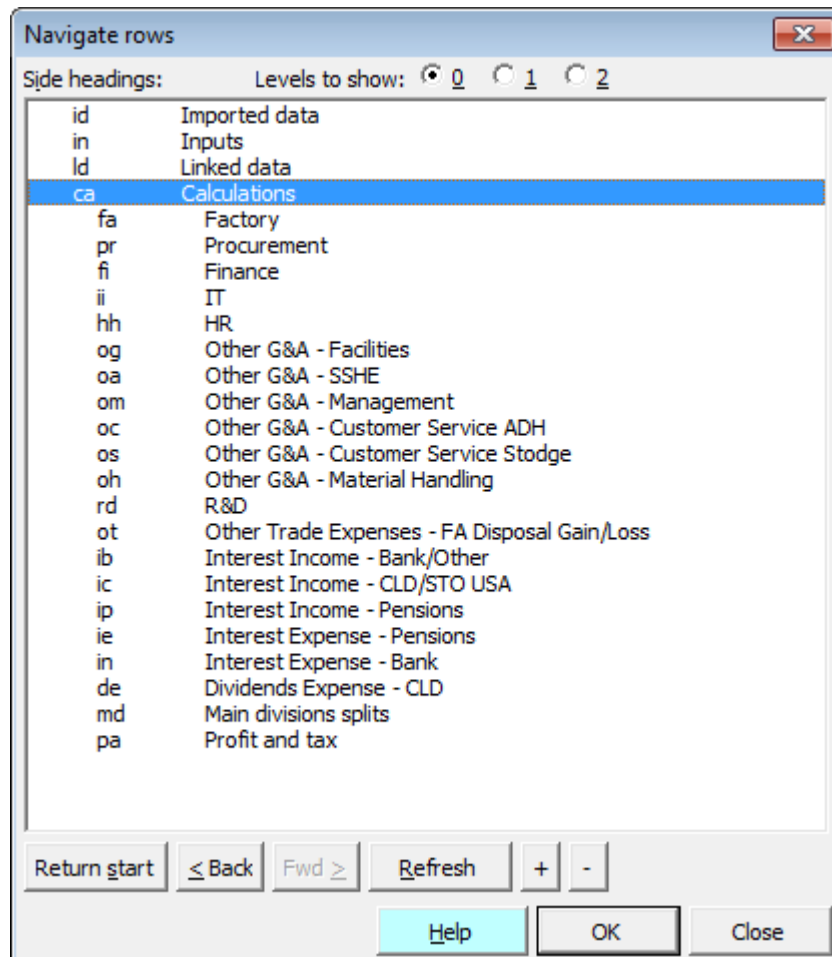 Navigate rows
Side headings: Levels to show: 0 1 2
id Imported data
in Inputs
ld Linked data
ca Calculations
fa Factory
pr Procurement
fi Finance
ii IT
hh HR
og Other G&A - Facilities
oa Other G&A - SSHE
om Other G&A - Management
oc Other G&A - Customer Service ADH
os Other G&A - Customer Service Stodge
oh Other G&A - Material Handling
rd R&D
ot Other Trade Expenses - FA Disposal Gain/Loss
ib Interest Income - Bank/Other
ic Interest Income - CLD/STO USA
ip Interest Income - Pensions
ie Interest Expense - Pensions
in Interest Expense - Bank
de Dividends Expense - CLD
md Main divisions splits
pa Profit and tax
Return start < Back Fwd > Refresh + -
Help OK Close